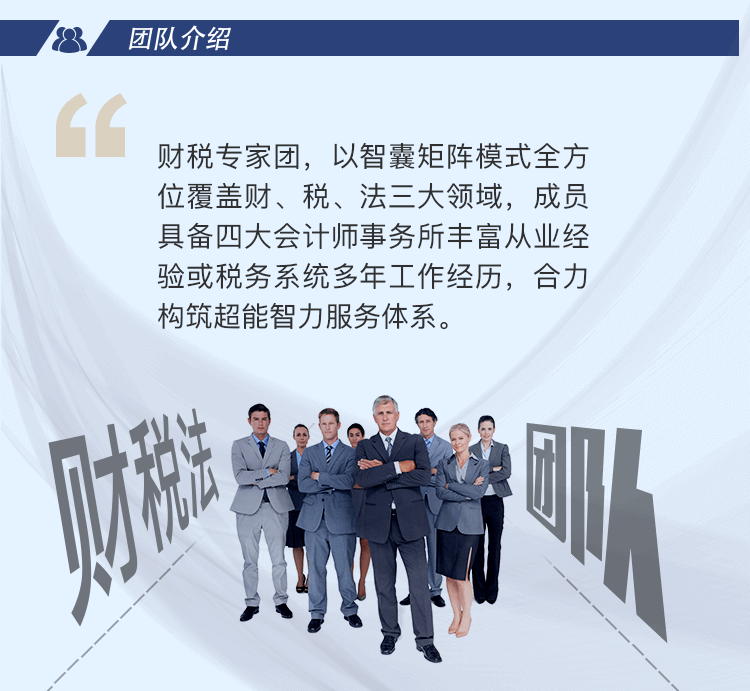 团队介绍
财税专家团，以智囊矩阵模式全方
位覆盖财、税、法三大领域，成员
具备四大会计师事务所丰富从业经
验或税务系统多年工作经历，合力
构筑超能智力服务体系。
财税法
团队